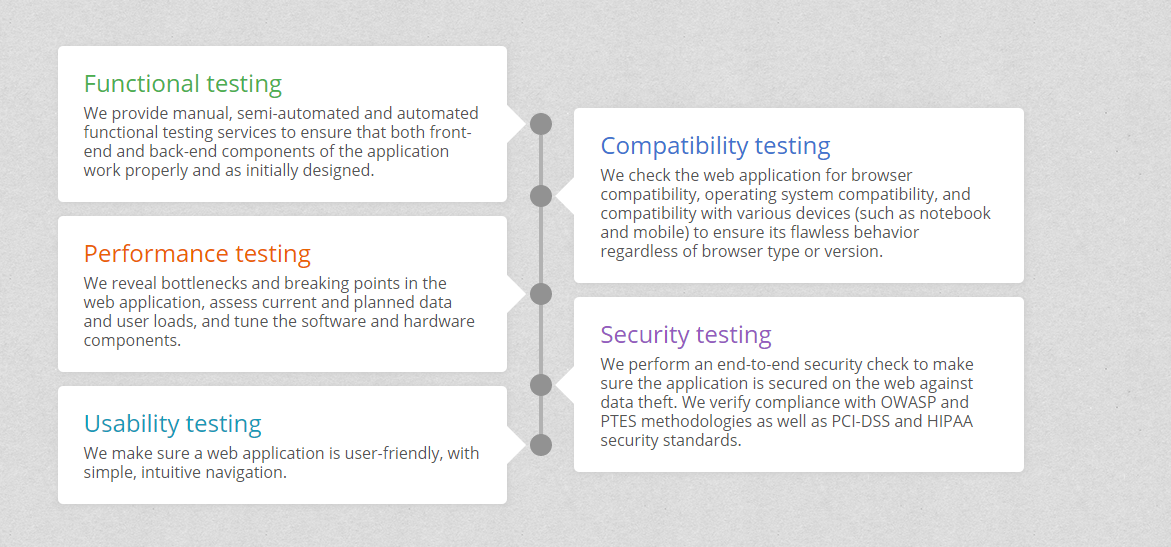 Functional testing
We provide manual, semi-automated and automated
functional testing services to ensure that both front-
end and back-end components of the application
work properly and as initially designed.
Compatibility testing
We check the web application for browser
compatibility, operating system compatibility, and
compatibility with various devices (such as notebook
and mobile) to ensure its flawless behavior
regardless of browser type or version.
Performance testing
We reveal bottlenecks and breaking points in the
web application, assess current and planned data
and user loads, and tune the software and hardware
components.
Security testing
We perform an end-to-end security check to make
sure the application is secured on the web against
data theft. We verify compliance with OWASP and
PTES methodologies as well as PCI-DSS and HIPAA
security standards.
Usability testing
We make sure a web application is user-friendly, with
simple, intuitive navigation.